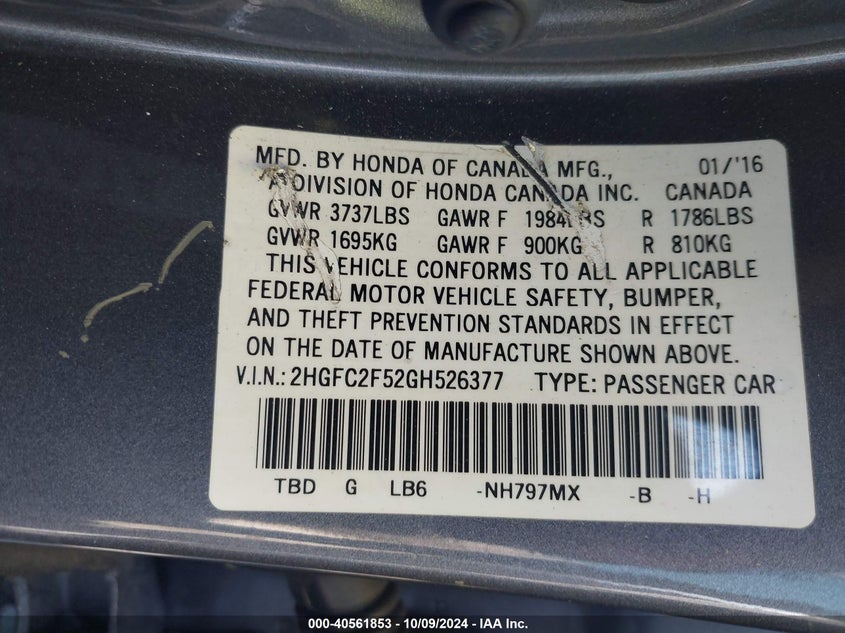 MFD. BY HONDA OF CANADA MFG., 01/'16
A DIVISION OF HONDA CANADA INC. CANADA
GVWR 3737LBS GAWR F 1984LBS R 1786LBS
GVWR 1695KG GAWR F 900KG R 810KG
THIS VEHICLE CONFORMS TO ALL APPLICABLE
FEDERAL MOTOR VEHICLE SAFETY, BUMPER,
AND THEFT PREVENTION STANDARDS IN EFFECT
ON THE DATE OF MANUFACTURE SHOWN ABOVE.
V.I.N.: 2HGFC2F52GH526377 TYPE: PASSENGER CAR
TBD G LB6 -NH797MX -B -H
000-40561853 - 10/09/2024 - IAA Inc.